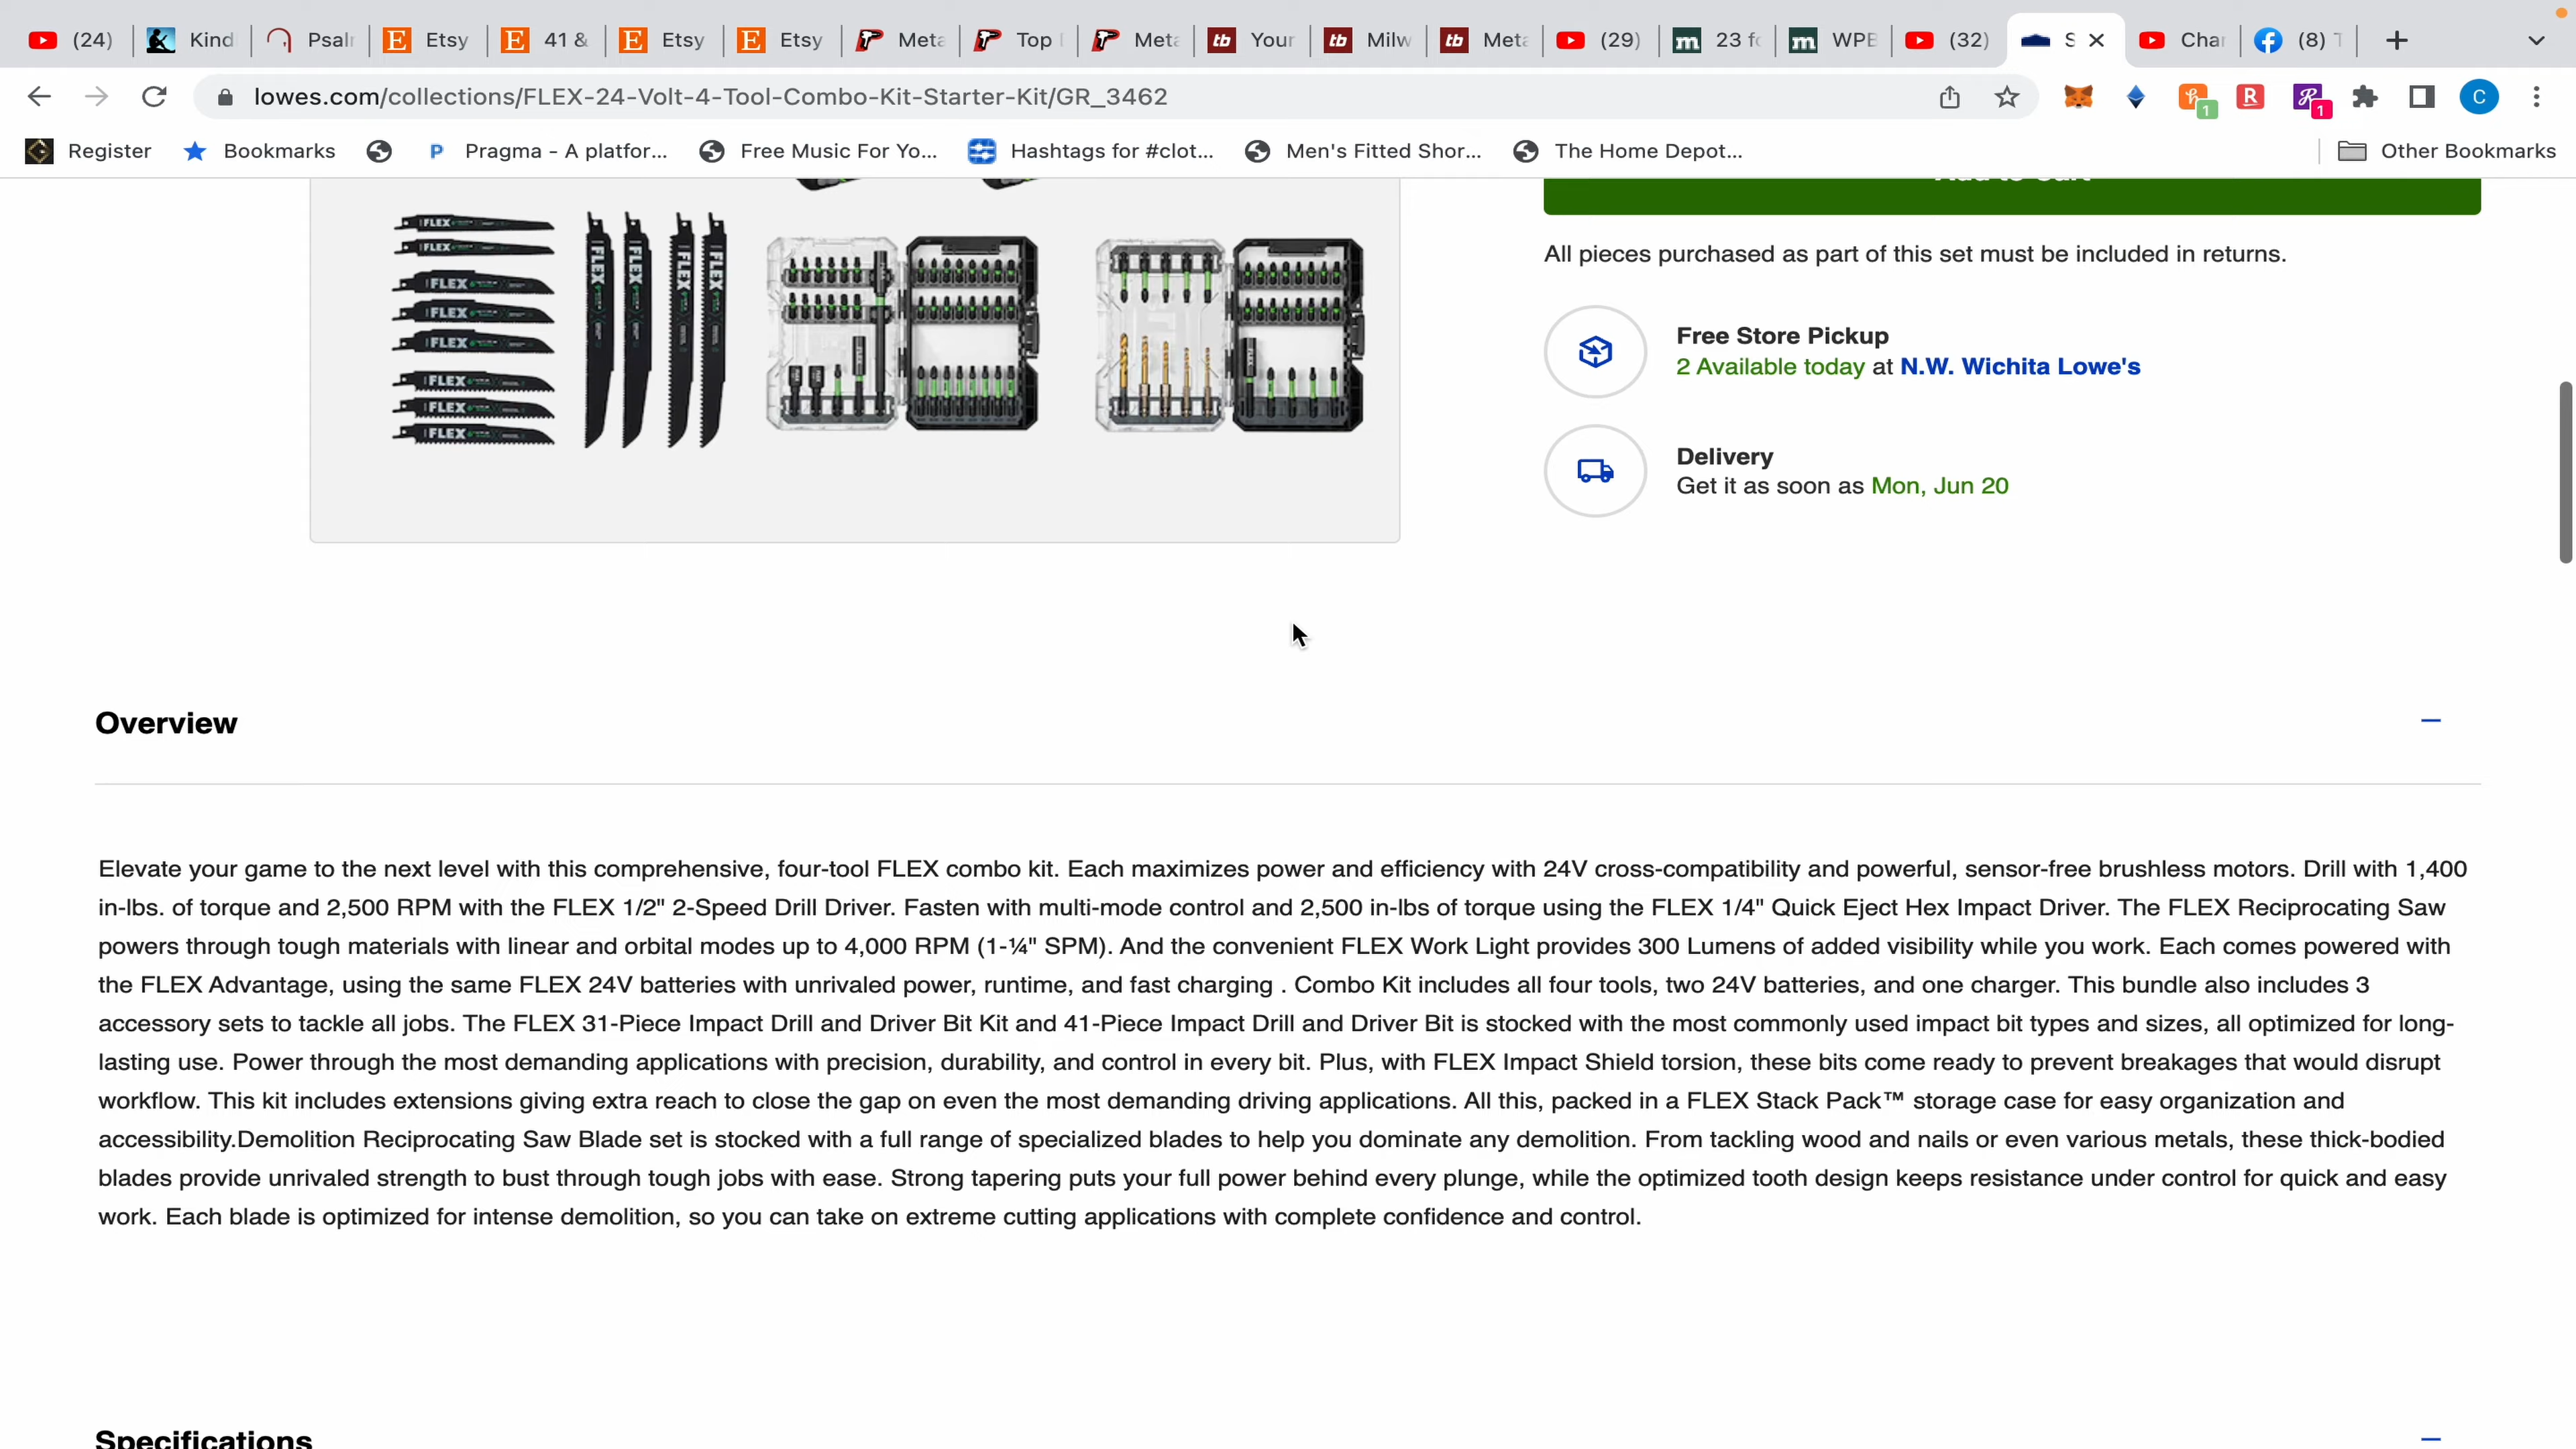 (24) Kind Psalr Etsy 41 & Etsy Etsy Meta Top Meta Your Milw Meta (29) 23 fo WPB (32) S Char (8) T
lowes.com/collections/FLEX-24-Volt-4-Tool-Combo-Kit-Starter-Kit/GR_3462
Register Bookmarks Pragma - A platfor... Free Music For Yo... Hashtags for #clot... Men's Fitted Shor... The Home Depot... Other Bookmarks
Add to Cart
FLEX
FLEX
FLEX
FLEX
FLEX
FLEX
FLEX
FLEX
FLEX FLEX FLEX FLEX
All pieces purchased as part of this set must be included in returns.
Free Store Pickup
2 Available today at N.W. Wichita Lowe's
Delivery
Get it as soon as Mon, Jun 20
Overview
Elevate your game to the next level with this comprehensive, four-tool FLEX combo kit. Each maximizes power and efficiency with 24V cross-compatibility and powerful, sensor-free brushless motors. Drill with 1,400
in-lbs. of torque and 2,500 RPM with the FLEX 1/2" 2-Speed Drill Driver. Fasten with multi-mode control and 2,500 in-lbs of torque using the FLEX 1/4" Quick Eject Hex Impact Driver. The FLEX Reciprocating Saw
powers through tough materials with linear and orbital modes up to 4,000 RPM (1-¼" SPM). And the convenient FLEX Work Light provides 300 Lumens of added visibility while you work. Each comes powered with
the FLEX Advantage, using the same FLEX 24V batteries with unrivaled power, runtime, and fast charging . Combo Kit includes all four tools, two 24V batteries, and one charger. This bundle also includes 3
accessory sets to tackle all jobs. The FLEX 31-Piece Impact Drill and Driver Bit Kit and 41-Piece Impact Drill and Driver Bit is stocked with the most commonly used impact bit types and sizes, all optimized for long-
lasting use. Power through the most demanding applications with precision, durability, and control in every bit. Plus, with FLEX Impact Shield torsion, these bits come ready to prevent breakages that would disrupt
workflow. This kit includes extensions giving extra reach to close the gap on even the most demanding driving applications. All this, packed in a FLEX Stack Pack™ storage case for easy organization and
accessibility.Demolition Reciprocating Saw Blade set is stocked with a full range of specialized blades to help you dominate any demolition. From tackling wood and nails or even various metals, these thick-bodied
blades provide unrivaled strength to bust through tough jobs with ease. Strong tapering puts your full power behind every plunge, while the optimized tooth design keeps resistance under control for quick and easy
work. Each blade is optimized for intense demolition, so you can take on extreme cutting applications with complete confidence and control.
Specifications